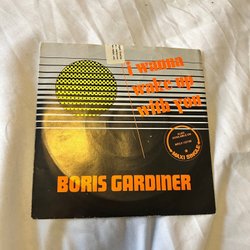 i wanna
wake up
with you
MAXI SINGLE
BORIS GARDINER